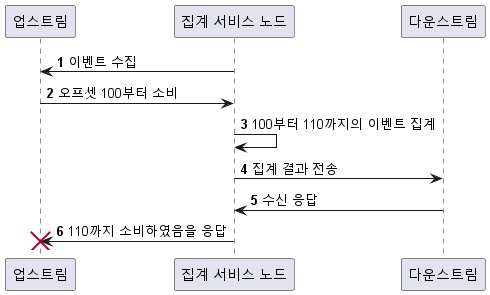 업스트림 집계 서비스 노드 다운스트림
1 이벤트 수집
2 오프셋 100부터 소비
3 100부터 110까지의 이벤트 집계
4 집계 결과 전송
5 수신 응답
6 110까지 소비하였음을 응답
업스트림 집계 서비스 노드 다운스트림